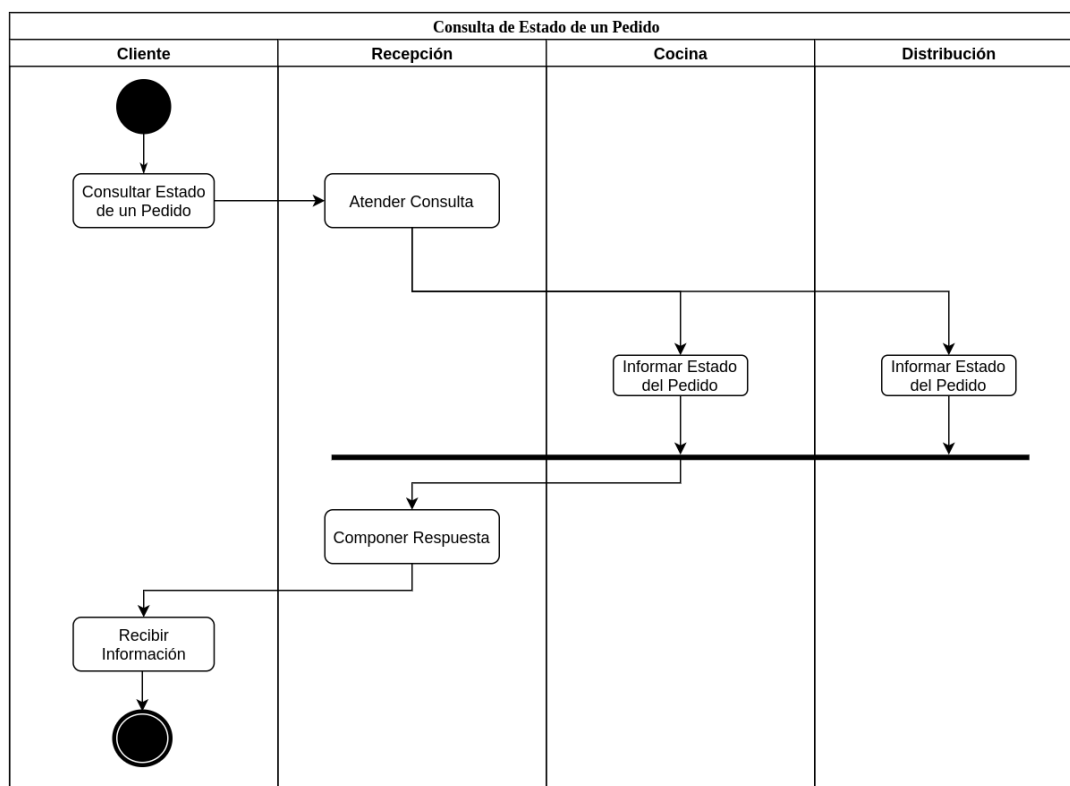 Consulta de Estado de un Pedido
Cliente
Recepción
Cocina
Distribución
Consultar Estado
de un Pedido
Atender Consulta
Informar Estado
del Pedido
Informar Estado
del Pedido
Componer Respuesta
Recibir
Información